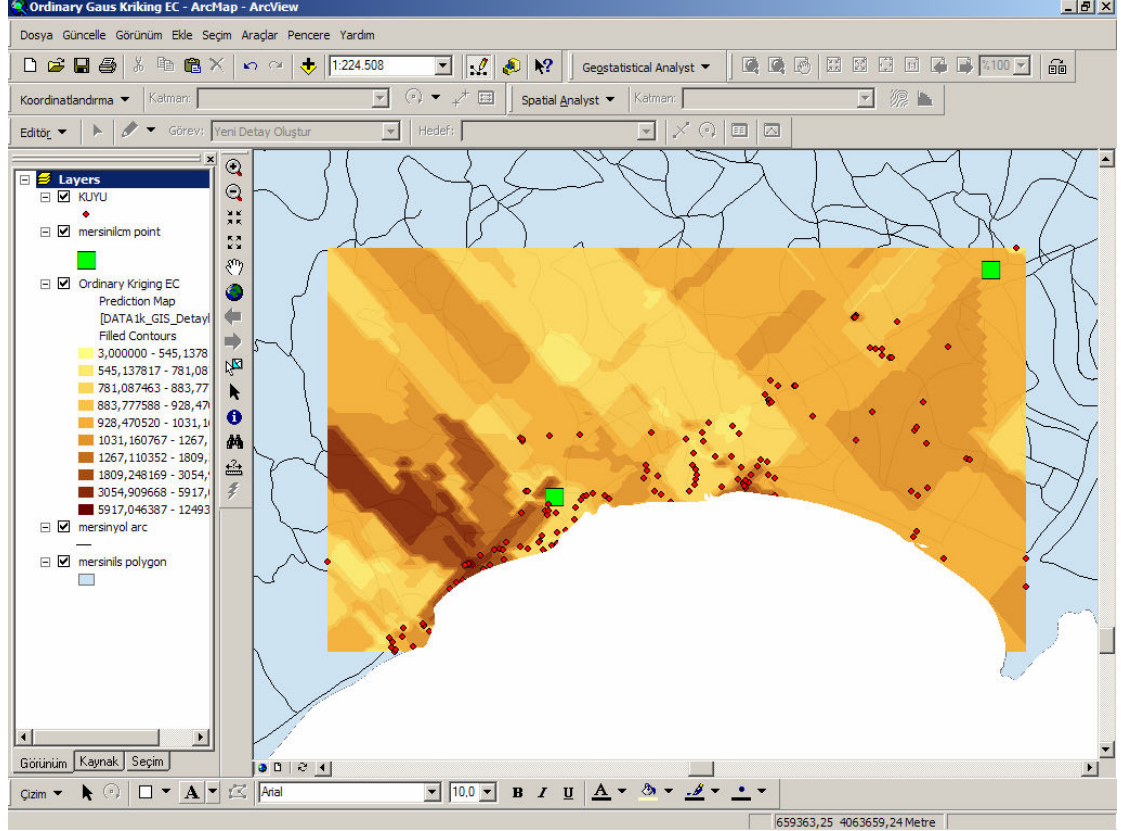 Ordinary Gaus Kriking EC - ArcMap - ArcView
Dosya Güncelle Görünüm Ekle Seçim Araçlar Pencere Yardım
1:224.508 Geostatistical Analyst %100
Koordinatlandırma Katman: Spatial Analyst Katman:
Editör Görev: Yeni Detay Oluştur Hedef:
Layers
KUYU
mersinilcm point
Ordinary Kriging EC
Prediction Map
[DATA1k_GIS_Detayl
Filled Contours
3,000000 - 545,1378
545,137817 - 781,08
781,087463 - 883,77
883,777588 - 928,47
928,470520 - 1031,1
1031,160767 - 1267,
1267,110352 - 1809,
1809,248169 - 3054,
3054,909668 - 5917,
5917,046387 - 12493
mersinyol arc
mersinils polygon
Görünüm Kaynak Seçim
Çizim A Arial 10,0 B I U A
659363,25 4063659,24 Metre